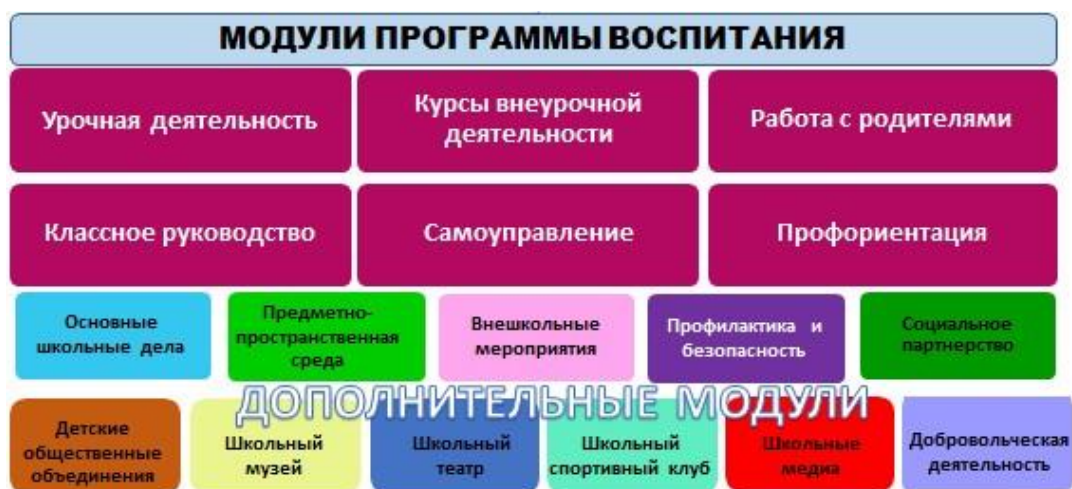 МОДУЛИ ПРОГРАММЫ ВОСПИТАНИЯ
Урочная деятельность
Курсы внеурочной
деятельности
Работа с родителями
Классное руководство
Самоуправление
Профориентация
Основные
школьные дела
Предметно-
пространственная
среда
Внешкольные
мероприятия
Профилактика и
безопасность
Социальное
партнерство
ДОПОЛНИТЕЛЬНЫЕ МОДУЛИ
Детские
общественные
объединения
Школьный
музей
Школьный
театр
Школьный
спортивный клуб
Школьные
медиа
Добровольческая
деятельность